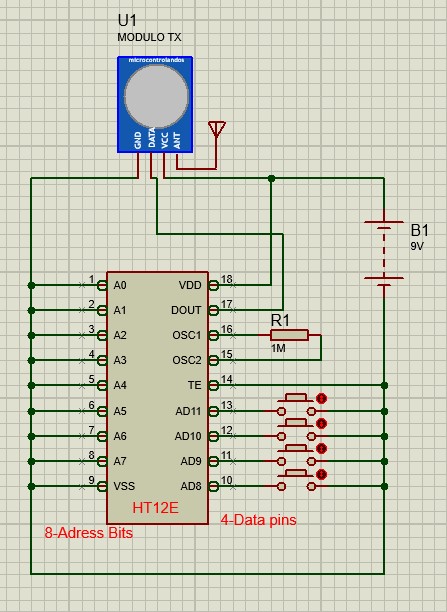 U1
MODULO TX
microcontrolandos
GND
DATA
VCC
ANT
B1
9V
1 A0 VDD 18
2 A1 DOUT 17
R1
3 A2 OSC1 16
1M
4 A3 OSC2 15
5 A4 TE 14
6 A5 AD11 13
7 A6 AD10 12
8 A7 AD9 11
9 VSS AD8 10
HT12E
4-Data pins
8-Adress Bits